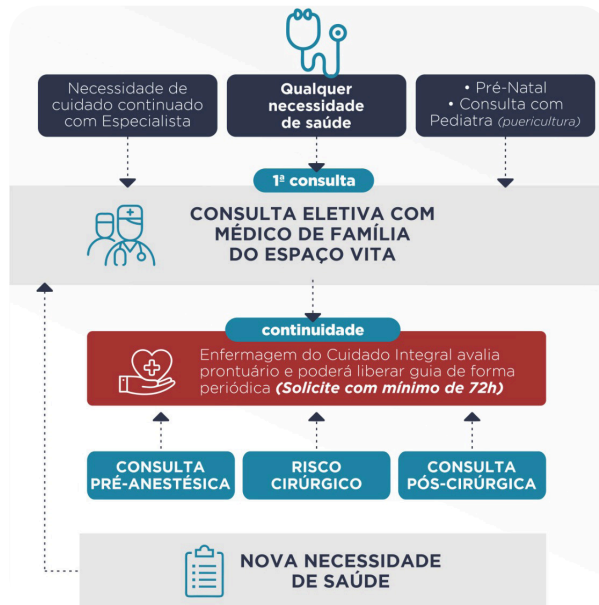 Necessidade de
cuidado continuado
com Especialista
Qualquer
necessidade
de saúde
• Pré-Natal
• Consulta com
Pediatra (puericultura)
1ª consulta
CONSULTA ELETIVA COM
MÉDICO DE FAMÍLIA
DO ESPAÇO VITA
continuidade
Enfermagem do Cuidado Integral avalia
prontuário e poderá liberar guia de forma
periódica (Solicite com mínimo de 72h)
CONSULTA
PRÉ-ANESTÉSICA
RISCO
CIRÚRGICO
CONSULTA
PÓS-CIRÚRGICA
NOVA NECESSIDADE
DE SAÚDE